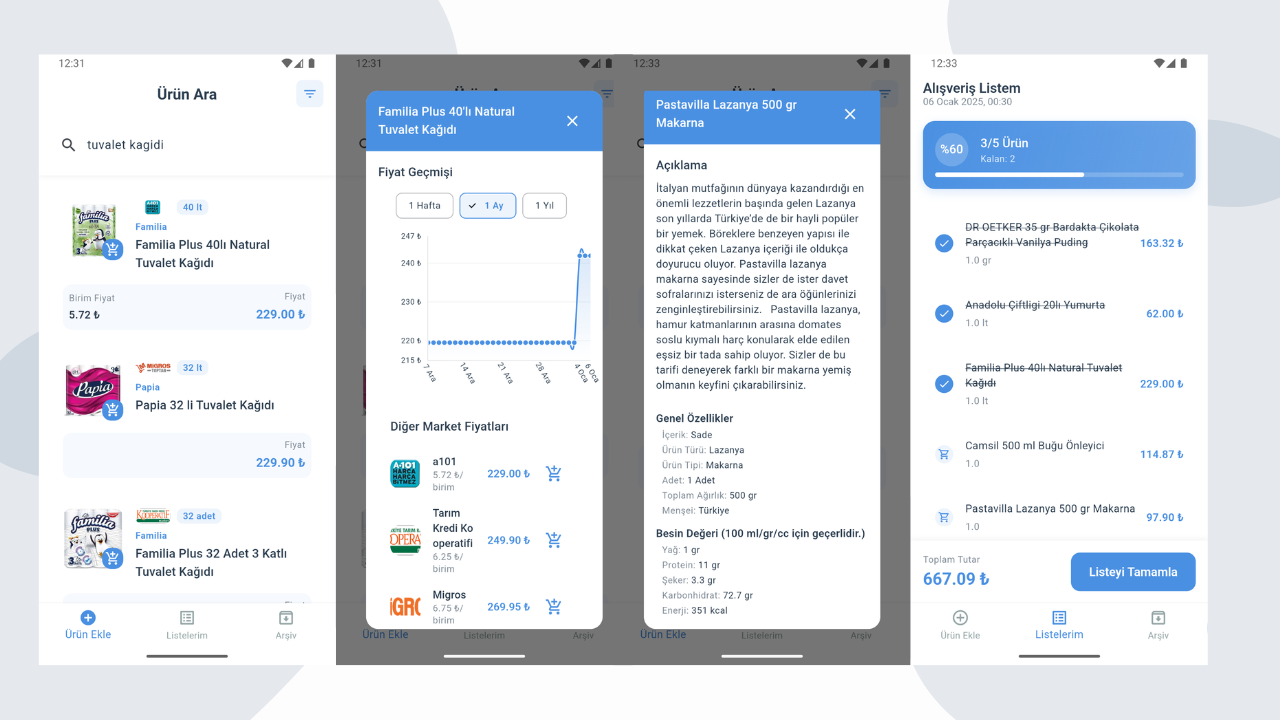 12:31
Ürün Ara
tuvalet kagidi
A101
40 lt
Familia
Familia Plus 40lı Natural
Tuvalet Kağıdı
Birim Fiyat
Fiyat
5.72 ₺
229.00 ₺
MIGROS
32 lt
Papia
Papia 32 li Tuvalet Kağıdı
Fiyat
229.90 ₺
KOOPERATİF
32 adet
Familia
Familia Plus 32 Adet 3 Katlı
Tuvalet Kağıdı
Fiyat
Ürün Ekle
Listelerim
Arşiv
12:31
Familia Plus 40'lı Natural
Tuvalet Kağıdı
Fiyat Geçmişi
1 Hafta
1 Ay
1 Yıl
247 ₺
240 ₺
230 ₺
220 ₺
215 ₺
7 Ara
14 Ara
21 Ara
28 Ara
4 Oca
6 Oca
Diğer Market Fiyatları
A-101
HARCA
HARCA
BİTMEZ
a101
5.72 ₺/
birim
229.00 ₺
OPERA
Tarım
Kredi Ko
operatifi
6.25 ₺/
birim
249.90 ₺
IGRO
Migros
6.75 ₺/
birim
269.95 ₺
Ürün Ekle
Listelerim
Arşiv
12:33
Pastavilla Lazanya 500 gr
Makarna
Açıklama
İtalyan mutfağının dünyaya kazandırdığı en
önemli lezzetlerin başında gelen Lazanya
son yıllarda Türkiye’de de bir hayli popüler
bir yemek. Böreklere benzeyen yapısı ile
dikkat çeken Lazanya içeriği ile oldukça
doyurucu oluyor. Pastavilla lazanya
makarna sayesinde sizler de ister davet
sofralarınızı isterseniz de ara öğünlerinizi
zenginleştirebilirsiniz.   Pastavilla lazanya,
hamur katmanlarının arasına domates
soslu kıymalı harç konularak elde edilen
eşsiz bir tada sahip oluyor. Sizler de bu
tarifi deneyerek farklı bir makarna yemiş
olmanın keyfini çıkarabilirsiniz.
Genel Özellikler
İçerik: Sade
Ürün Türü: Lazanya
Ürün Tipi: Makarna
Adet: 1 Adet
Toplam Ağırlık: 500 gr
Menşei: Türkiye
Besin Değeri (100 ml/gr/cc için geçerlidir.)
Yağ: 1 gr
Protein: 11 gr
Şeker: 3.3 gr
Karbonhidrat: 72.7 gr
Enerji: 351 kcal
Ürün Ekle
Listelerim
Arşiv
12:33
Alışveriş Listem
06 Ocak 2025, 00:30
%60
3/5 Ürün
Kalan: 2
DR OETKER 35 gr Bardakta Çikolata
Parçacıklı Vanilya Puding
1.0 gr
163.32 ₺
Anadolu Çiftligi 20lı Yumurta
1.0 lt
62.00 ₺
Familia Plus 40lı Natural Tuvalet
Kağıdı
1.0 lt
229.00 ₺
Camsil 500 ml Buğu Önleyici
1.0
114.87 ₺
Pastavilla Lazanya 500 gr Makarna
1.0
97.90 ₺
Toplam Tutar
667.09 ₺
Listeyi Tamamla
Ürün Ekle
Listelerim
Arşiv